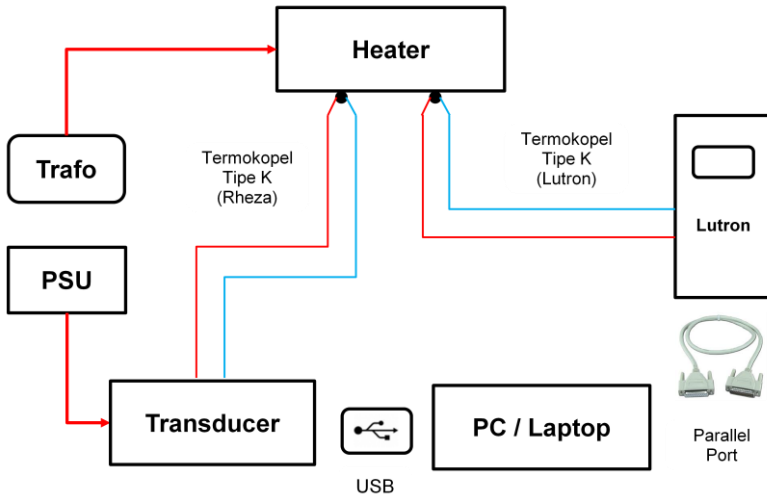 Heater
Trafo
Termokopel
Tipe K
(Rheza)
Termokopel
Tipe K
(Lutron)
Lutron
PSU
Transducer
USB
PC / Laptop
Parallel
Port